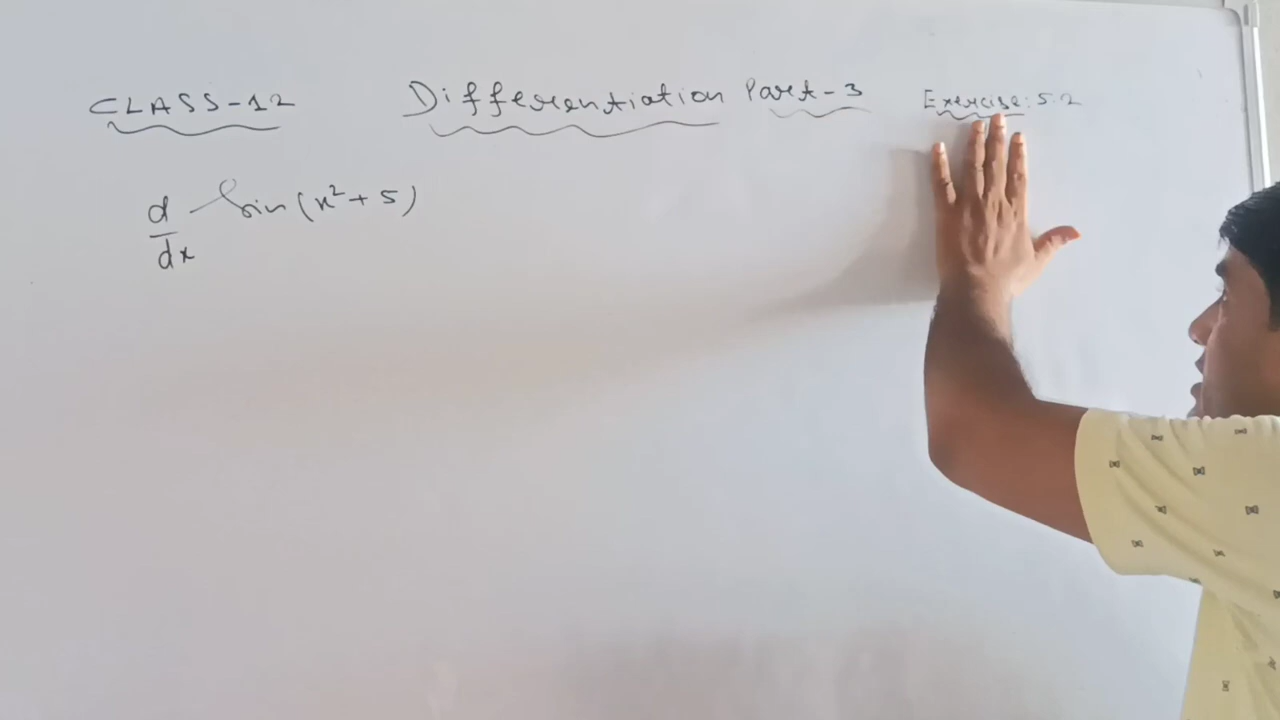 CLASS-12 Differentiation Part-3 Exercise: 5.2
d/dx sin(x²+5)